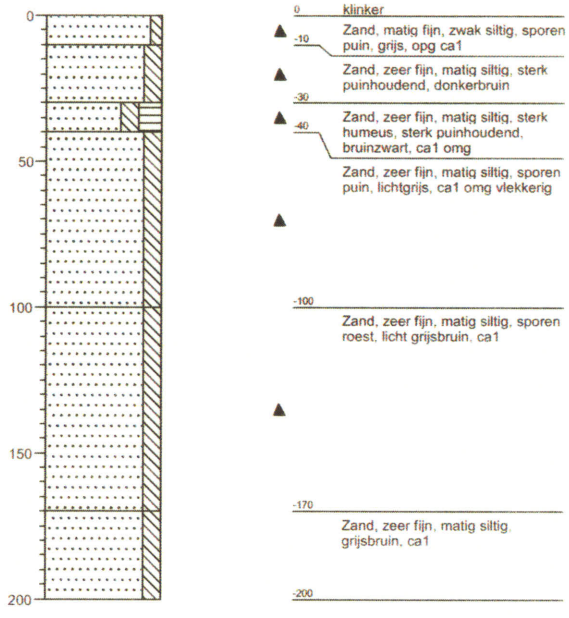 0
50
100
150
200
0 klinker
Zand, matig fijn, zwak siltig, sporen
-10 puin, grijs, opg ca1
Zand, zeer fijn, matig siltig, sterk
puinhoudend, donkerbruin
-30
Zand, zeer fijn, matig siltig, sterk
-40 humeus, sterk puinhoudend,
bruinzwart, ca1 omg
Zand, zeer fijn, matig siltig, sporen
puin, lichtgrijs, ca1 omg vlekkerig
-100
Zand, zeer fijn, matig siltig, sporen
roest, licht grijsbruin, ca1
-170
Zand, zeer fijn, matig siltig,
grijsbruin, ca1
-200